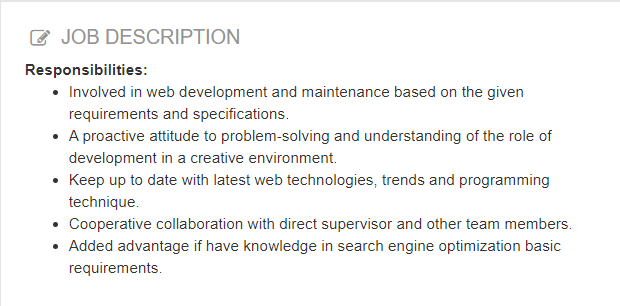 JOB DESCRIPTION
Responsibilities:
• Involved in web development and maintenance based on the given
requirements and specifications.
• A proactive attitude to problem-solving and understanding of the role of
development in a creative environment.
• Keep up to date with latest web technologies, trends and programming
technique.
• Cooperative collaboration with direct supervisor and other team members.
• Added advantage if have knowledge in search engine optimization basic
requirements.